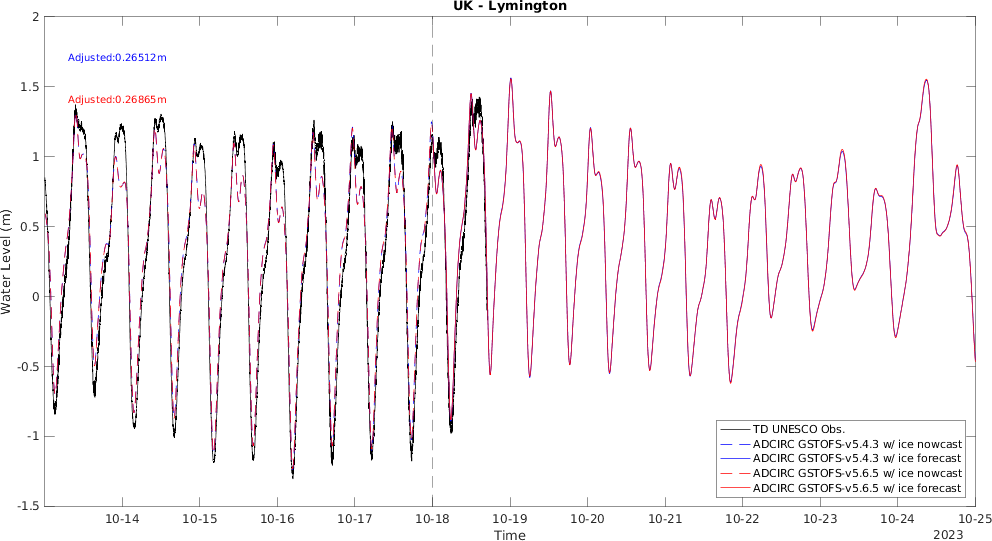 UK - Lymington
2
Adjusted:0.26512m
1.5
Adjusted:0.26865m
1
0.5
0
-0.5
-1
-1.5
Water Level (m)
TD UNESCO Obs.
ADCIRC GSTOFS-v5.4.3 w/ ice nowcast
ADCIRC GSTOFS-v5.4.3 w/ ice forecast
ADCIRC GSTOFS-v5.6.5 w/ ice nowcast
ADCIRC GSTOFS-v5.6.5 w/ ice forecast
10-14 10-15 10-16 10-17 10-18 10-19 10-20 10-21 10-22 10-23 10-24 10-25
Time
2023